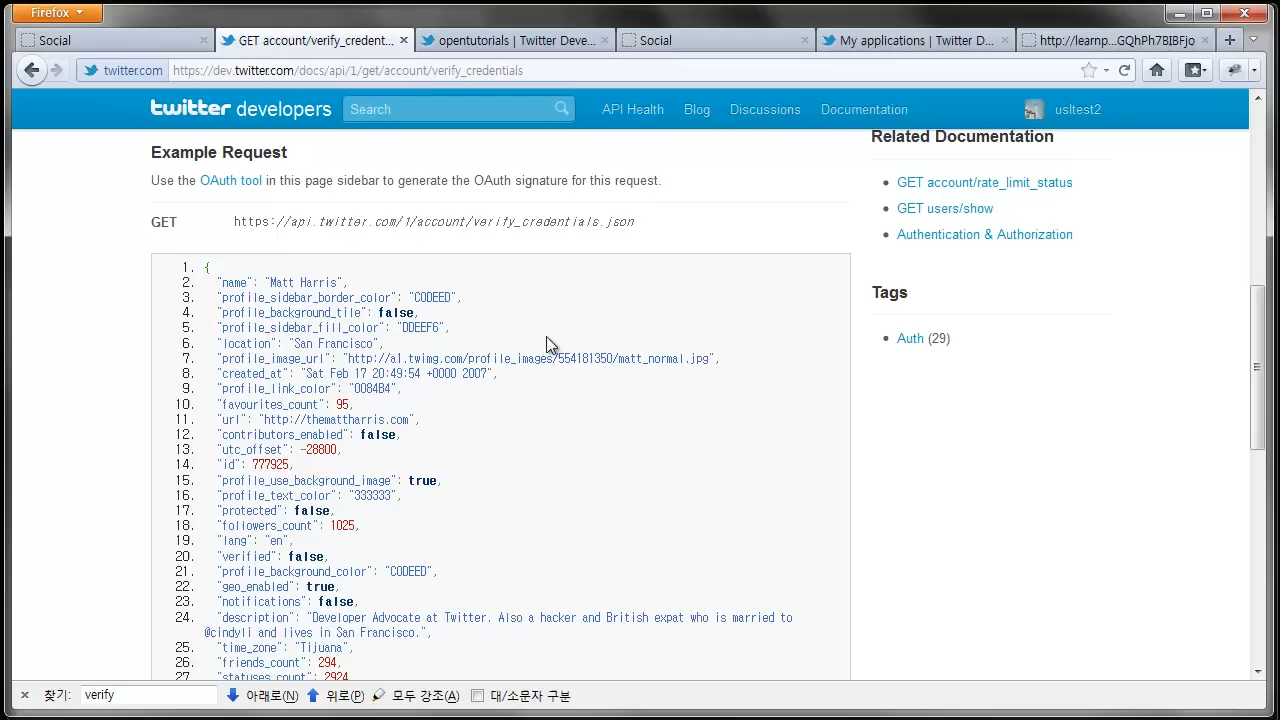 Firefox
Social
GET account/verify_credent...
opentutorials | Twitter Deve...
Social
My applications | Twitter D...
http://learnp...GQhPh7BIBFjo
twitter.com
https://dev.twitter.com/docs/api/1/get/account/verify_credentials
twitter developers
Search
API Health
Blog
Discussions
Documentation
usltest2
Example Request
Use the OAuth tool in this page sidebar to generate the OAuth signature for this request.
GET https://api.twitter.com/1/account/verify_credentials.json
1. {
2. "name": "Matt Harris",
3. "profile_sidebar_border_color": "C0DEED",
4. "profile_background_tile": false,
5. "profile_sidebar_fill_color": "DDEEF6",
6. "location": "San Francisco",
7. "profile_image_url": "http://a1.twimg.com/profile_images/554181350/matt_normal.jpg",
8. "created_at": "Sat Feb 17 20:49:54 +0000 2007",
9. "profile_link_color": "0084B4",
10. "favourites_count": 95,
11. "url": "http://themattharris.com",
12. "contributors_enabled": false,
13. "utc_offset": -28800,
14. "id": 777925,
15. "profile_use_background_image": true,
16. "profile_text_color": "333333",
17. "protected": false,
18. "followers_count": 1025,
19. "lang": "en",
20. "verified": false,
21. "profile_background_color": "C0DEED",
22. "geo_enabled": true,
23. "notifications": false,
24. "description": "Developer Advocate at Twitter. Also a hacker and British expat who is married to
@cindyli and lives in San Francisco.",
25. "time_zone": "Tijuana",
26. "friends_count": 294,
27. "statuses_count": 2924
Related Documentation
GET account/rate_limit_status
GET users/show
Authentication & Authorization
Tags
Auth (29)
찾기: verify 아래로(N) 위로(P) 모두 강조(A) 대/소문자 구분